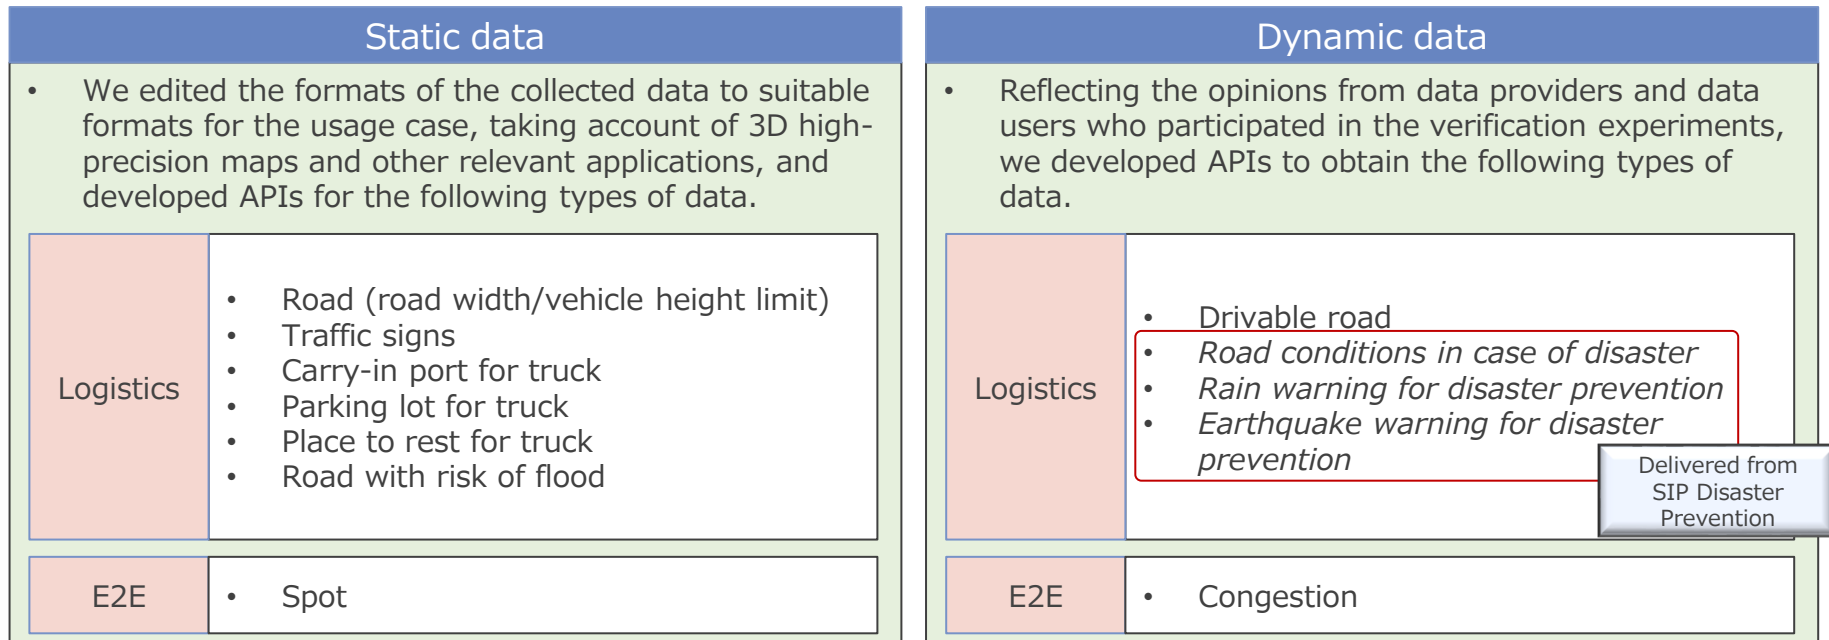 Static data
• We edited the formats of the collected data to suitable
formats for the usage case, taking account of 3D high-
precision maps and other relevant applications, and
developed APIs for the following types of data.
Logistics
• Road (road width/vehicle height limit)
• Traffic signs
• Carry-in port for truck
• Parking lot for truck
• Place to rest for truck
• Road with risk of flood
E2E
• Spot
Dynamic data
• Reflecting the opinions from data providers and data
users who participated in the verification experiments,
we developed APIs to obtain the following types of
data.
Logistics
• Drivable road
• Road conditions in case of disaster
• Rain warning for disaster prevention
• Earthquake warning for disaster
prevention
Delivered from
SIP Disaster
Prevention
E2E
• Congestion